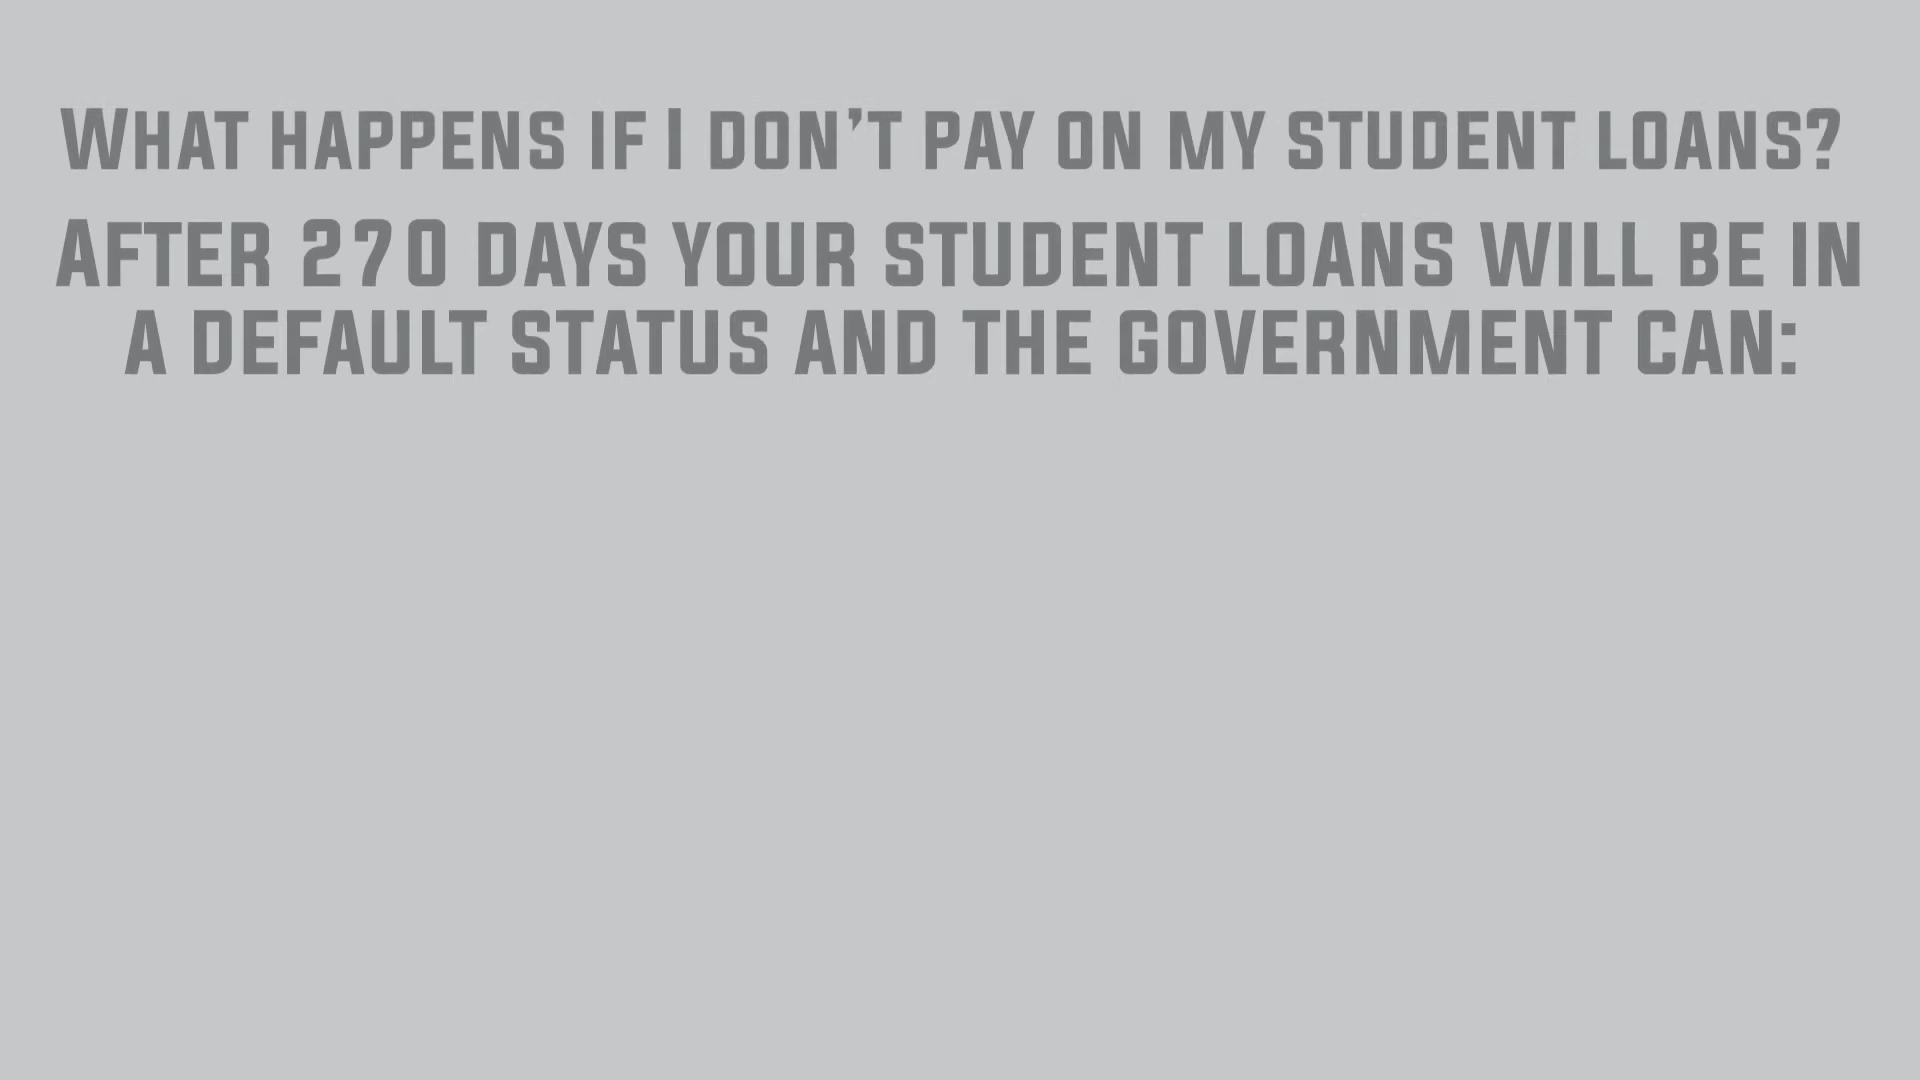 What happens if I don't pay on my student loans?
After 270 days your student loans will be in
a default status and the government can: